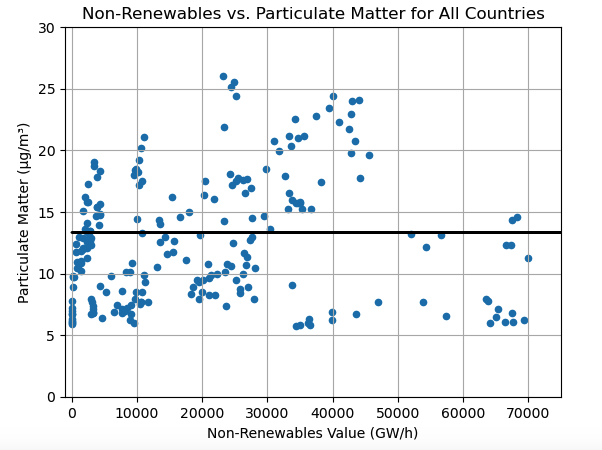 Non-Renewables vs. Particulate Matter for All Countries
30
25
20
15
10
5
0
Particulate Matter (µg/m³)
0 10000 20000 30000 40000 50000 60000 70000
Non-Renewables Value (GW/h)